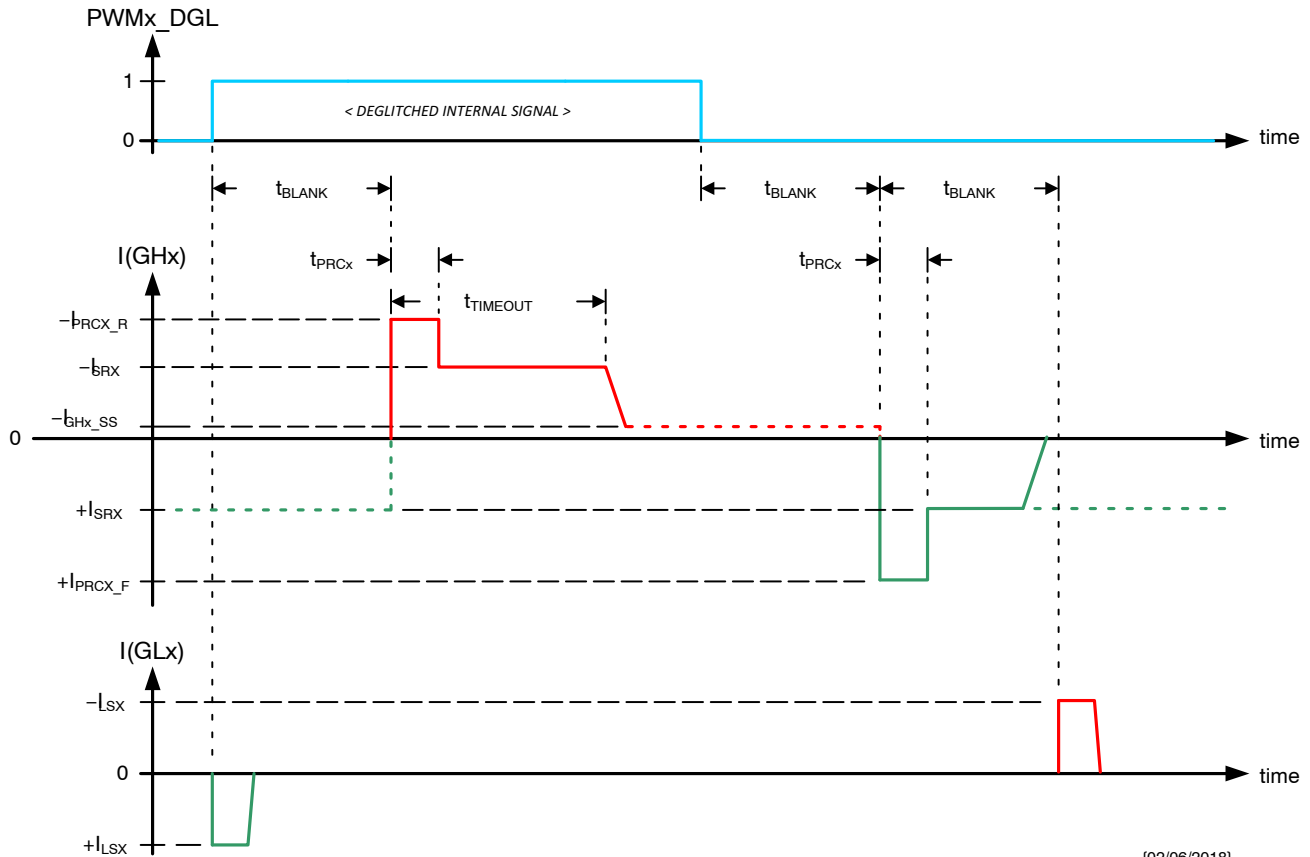 PWMx_DGL
1
< DEGLITCHED INTERNAL SIGNAL >
0
time
tBLANK
tBLANK
tBLANK
I(GHx)
tPRCx
tPRCx
tTIMEOUT
−IPRCX_R
−ISRX
−IGHx_SS
0
time
+ISRX
+IPRCX_F
I(GLx)
−ILSX
0
time
+ILSX